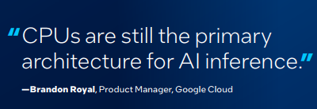 “CPUs are still the primary
architecture for AI inference.”
—Brandon Royal, Product Manager, Google Cloud